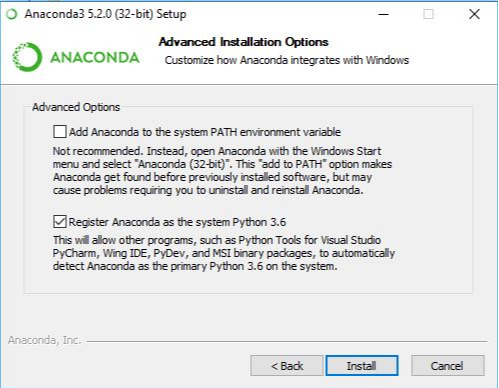 Anaconda3 5.2.0 (32-bit) Setup
ANACONDA
Advanced Installation Options
Customize how Anaconda integrates with Windows
Advanced Options
Add Anaconda to the system PATH environment variable
Not recommended. Instead, open Anaconda with the Windows Start
menu and select "Anaconda (32-bit)". This "add to PATH" option makes
Anaconda get found before previously installed software, but may
cause problems requiring you to uninstall and reinstall Anaconda.
Register Anaconda as the system Python 3.6
This will allow other programs, such as Python Tools for Visual Studio
PyCharm, Wing IDE, PyDev, and MSI binary packages, to automatically
detect Anaconda as the primary Python 3.6 on the system.
Anaconda, Inc.
< Back Install Cancel